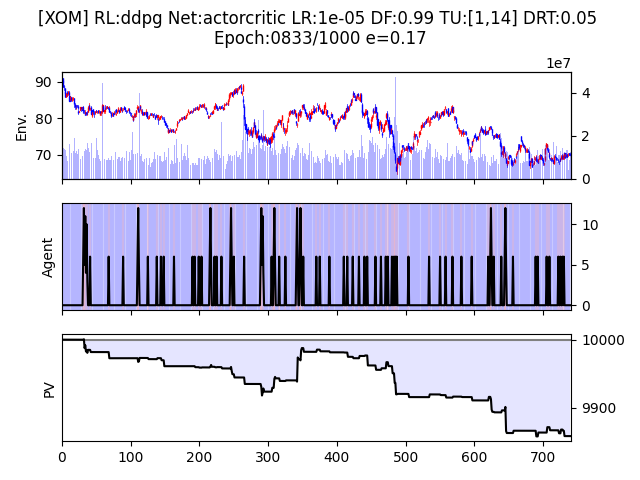 [XOM] RL:ddpg Net:actorcritic LR:1e-05 DF:0.99 TU:[1,14] DRT:0.05
Epoch:0833/1000 e=0.17
1e7
90
80
70
Env.
4
2
0
Agent
10
5
0
PV
10000
9900
0 100 200 300 400 500 600 700